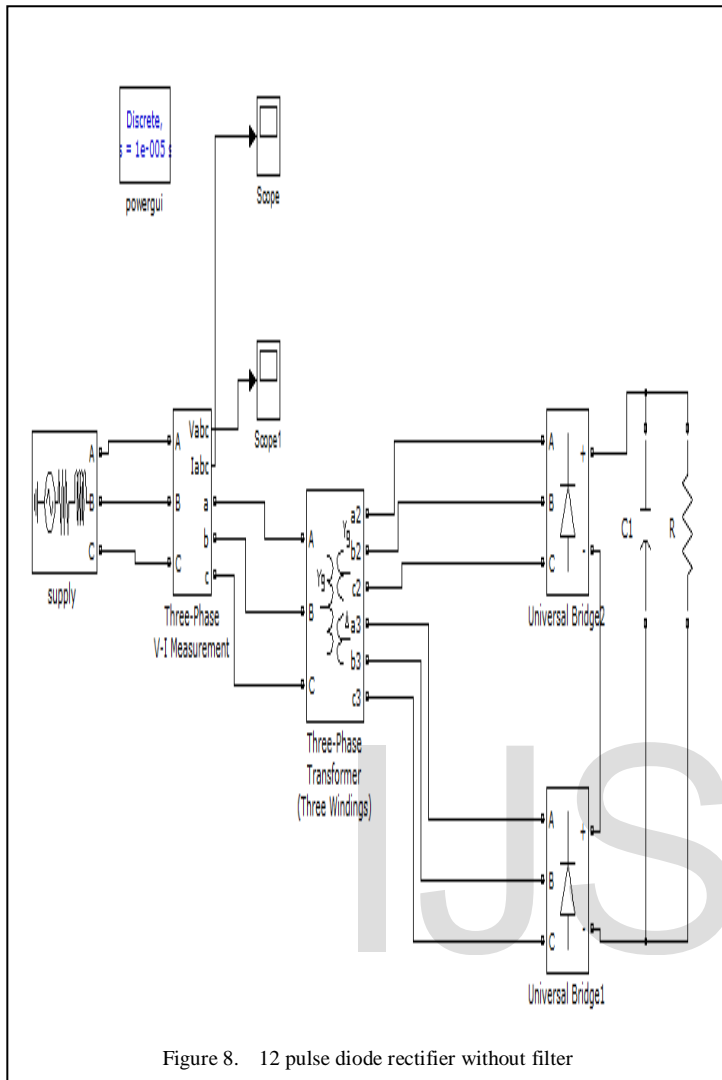 Discrete,
s = 1e-005 s
powergui
Scope
Scope1
Vabc
Iabc
A
B
C
A
B
C
a
b
c
supply
Three-Phase
V-I Measurement
A
B
C
Yg
Yg
Δ
a2
b2
c2
a3
b3
c3
Three-Phase
Transformer
(Three Windings)
A
B
C
+
-
Universal Bridge2
C1
R
A
B
C
+
-
Universal Bridge1
IJS
Figure 8. 12 pulse diode rectifier without filter